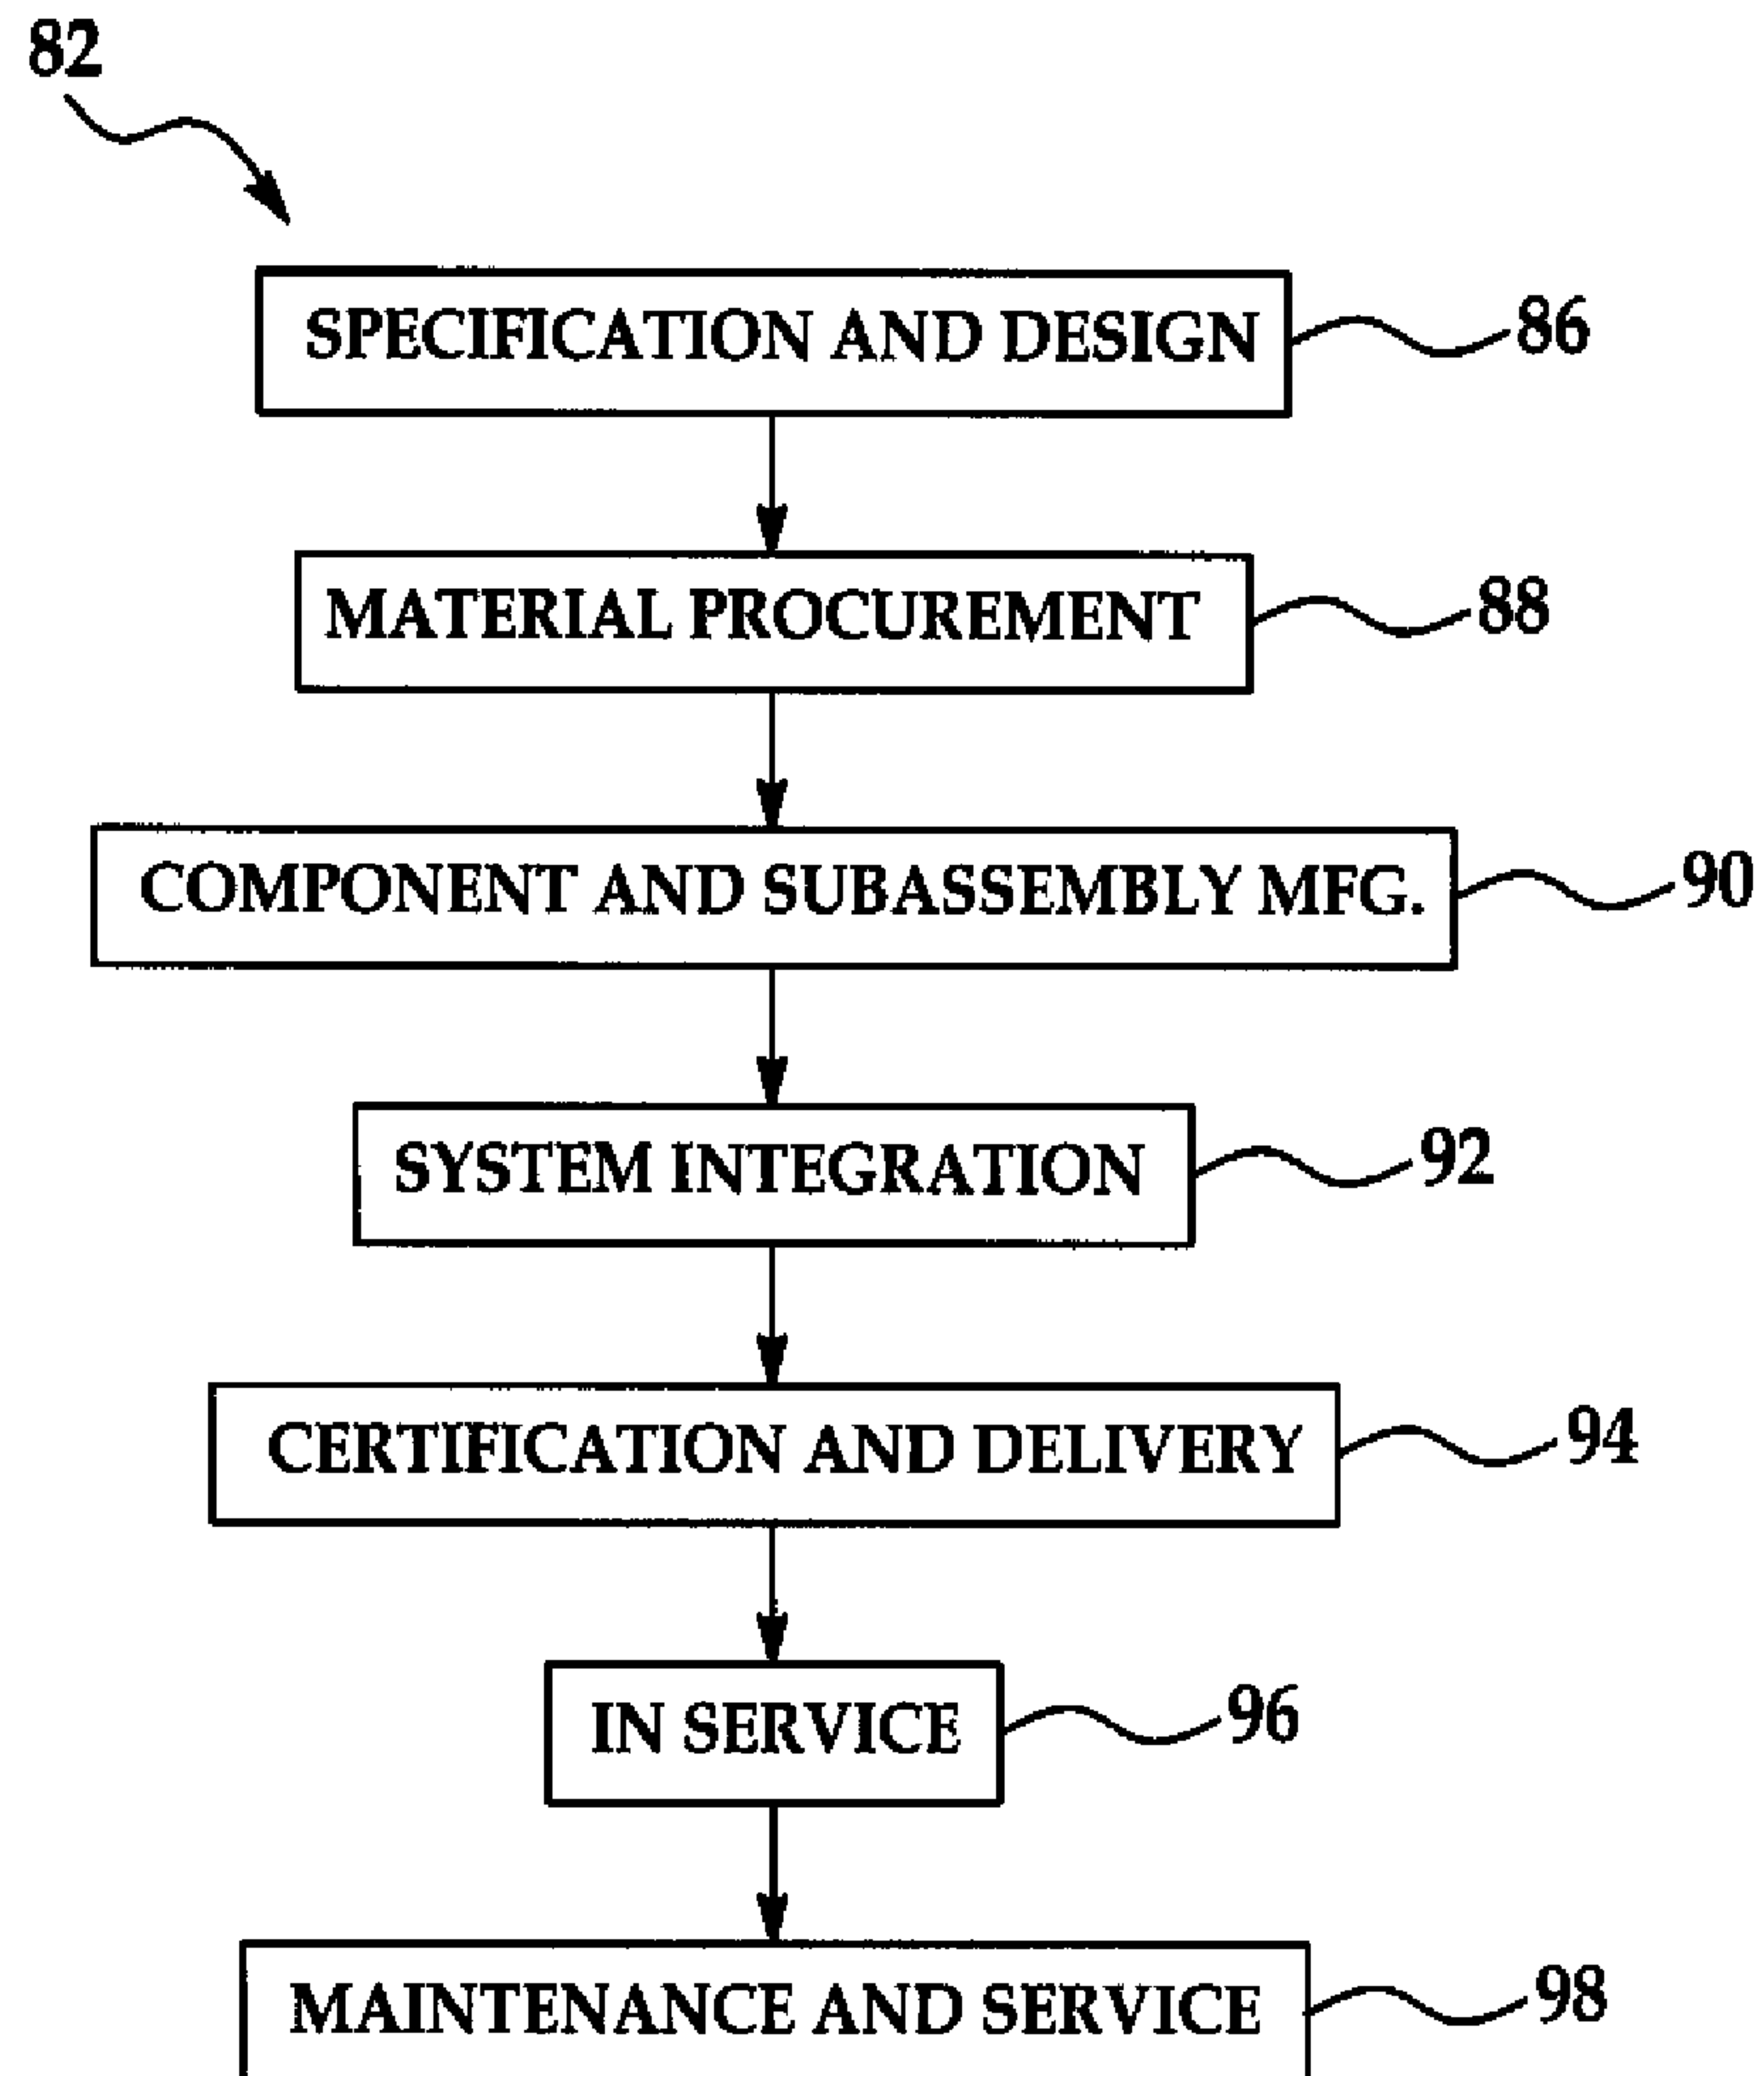 82
SPECIFICATION AND DESIGN 86
MATERIAL PROCUREMENT 88
COMPONENT AND SUBASSEMBLY MFG. 90
SYSTEM INTEGRATION 92
CERTIFICATION AND DELIVERY 94
IN SERVICE 96
MAINTENANCE AND SERVICE 98